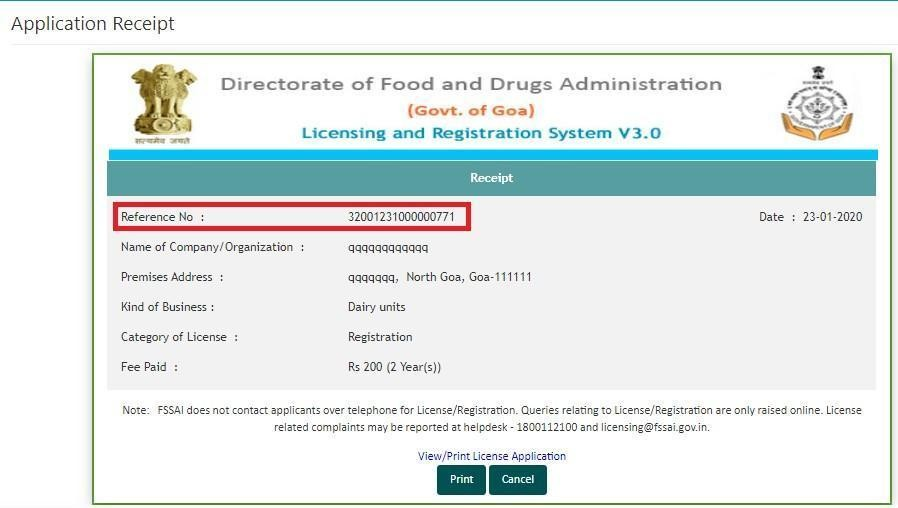 Application Receipt
Directorate of Food and Drugs Administration
(Govt. of Goa)
Licensing and Registration System V3.0
सत्यमेव जयते
Receipt
Reference No : 32001231000000771 Date : 23-01-2020
Name of Company/Organization : qqqqqqqqqqqq
Premises Address : qqqqqqq, North Goa, Goa-111111
Kind of Business : Dairy units
Category of License : Registration
Fee Paid : Rs 200 (2 Year(s))
Note: FSSAI does not contact applicants over telephone for License/Registration. Queries relating to License/Registration are only raised online. License
related complaints may be reported at helpdesk - 1800112100 and licensing@fssai.gov.in.
View/Print License Application
Print Cancel